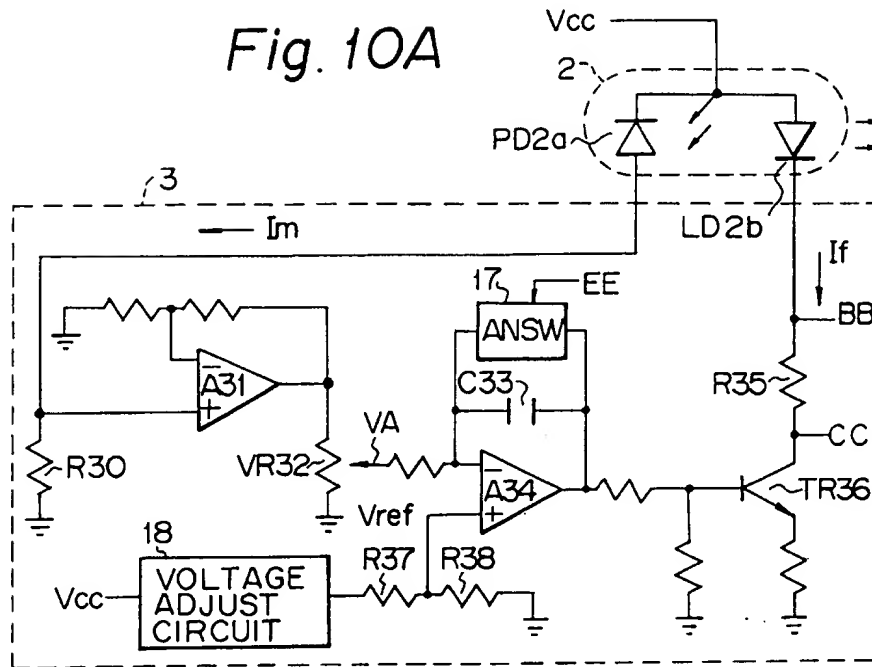 Fig. 10A
Vcc
2
PD2a
LD2b
3
Im
If
17
EE
ANSW
BB
A31
C33
R35
VA
CC
R30
VR32
A34
TR36
Vref
18
R37
R38
Vcc
VOLTAGE
ADJUST
CIRCUIT